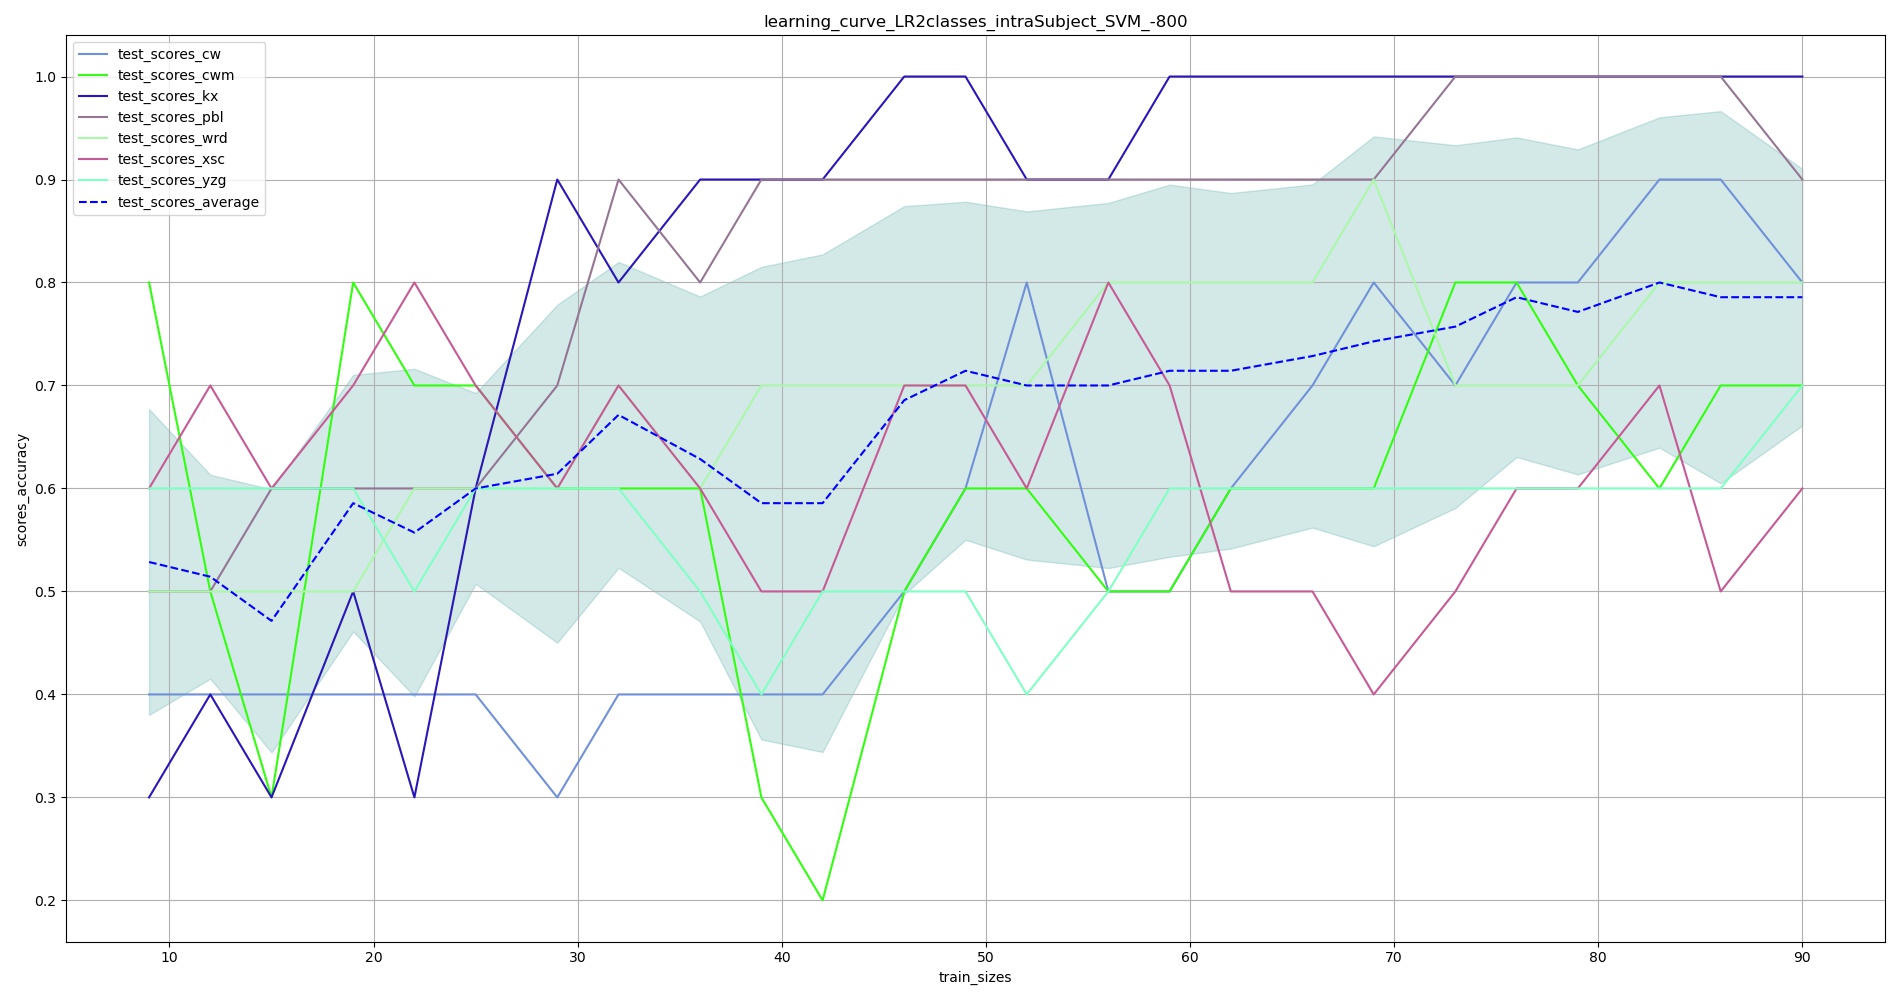 learning_curve_LR2classes_intraSubject_SVM_-800
test_scores_cw
test_scores_cwm
test_scores_kx
test_scores_pbl
test_scores_wrd
test_scores_xsc
test_scores_yzg
test_scores_average
scores_accuracy
1.0
0.9
0.8
0.7
0.6
0.5
0.4
0.3
0.2
10 20 30 40 50 60 70 80 90
train_sizes